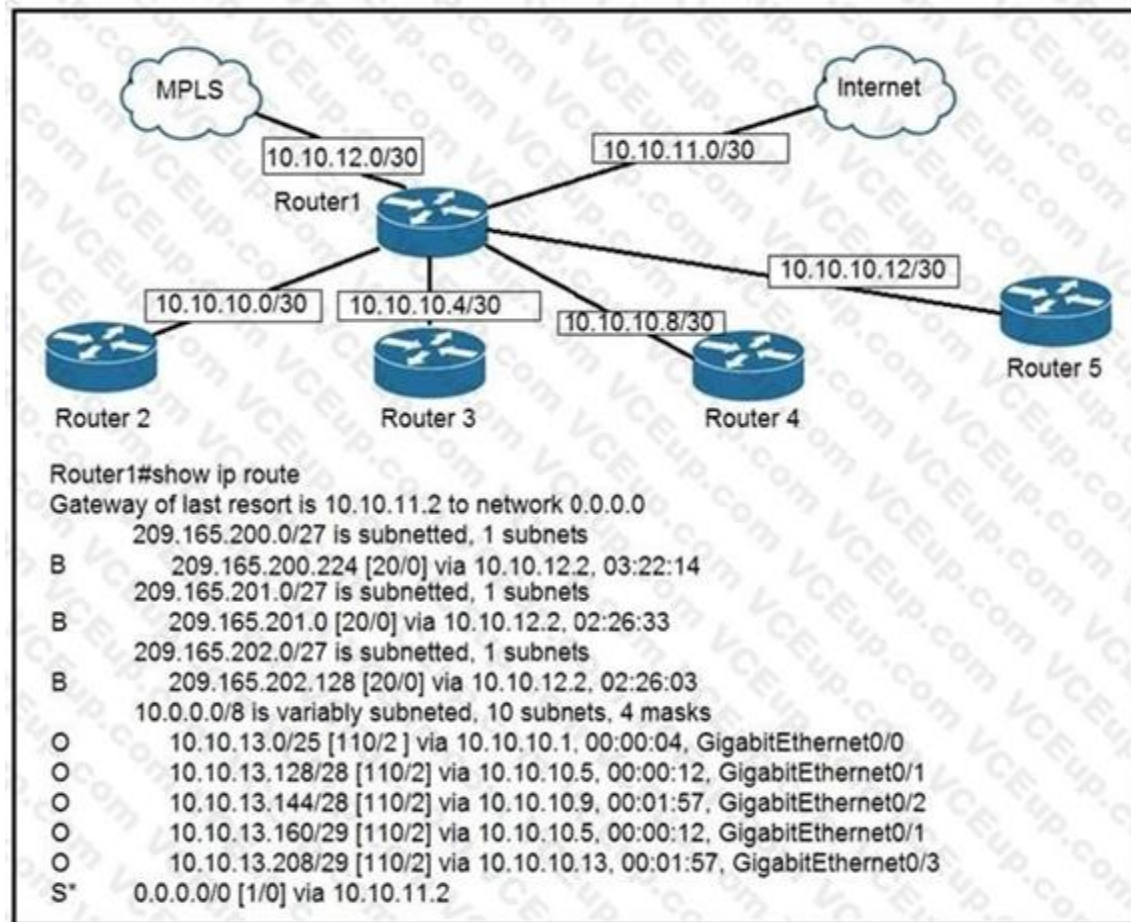 MPLS
Internet
10.10.12.0/30
10.10.11.0/30
Router1
10.10.10.12/30
10.10.10.0/30
10.10.10.4/30
10.10.10.8/30
Router 5
Router 2
Router 3
Router 4
Router1#show ip route
Gateway of last resort is 10.10.11.2 to network 0.0.0.0
209.165.200.0/27 is subnetted, 1 subnets
B 209.165.200.224 [20/0] via 10.10.12.2, 03:22:14
209.165.201.0/27 is subnetted, 1 subnets
B 209.165.201.0 [20/0] via 10.10.12.2, 02:26:33
209.165.202.0/27 is subnetted, 1 subnets
B 209.165.202.128 [20/0] via 10.10.12.2, 02:26:03
10.0.0.0/8 is variably subneted, 10 subnets, 4 masks
O 10.10.13.0/25 [110/2 ] via 10.10.10.1, 00:00:04, GigabitEthernet0/0
O 10.10.13.128/28 [110/2] via 10.10.10.5, 00:00:12, GigabitEthernet0/1
O 10.10.13.144/28 [110/2] via 10.10.10.9, 00:01:57, GigabitEthernet0/2
O 10.10.13.160/29 [110/2] via 10.10.10.5, 00:00:12, GigabitEthernet0/1
O 10.10.13.208/29 [110/2] via 10.10.10.13, 00:01:57, GigabitEthernet0/3
S* 0.0.0.0/0 [1/0] via 10.10.11.2
VCEup.com